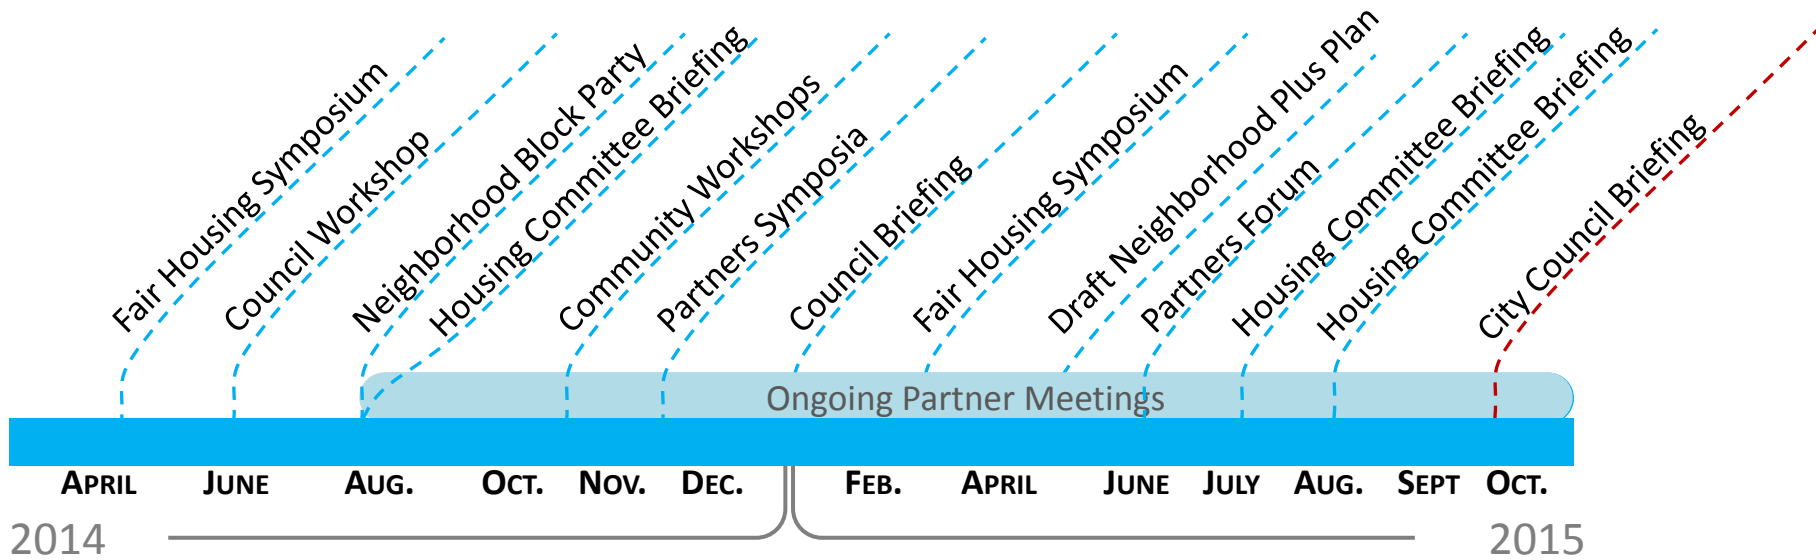 Fair Housing Symposium
Council Workshop
Neighborhood Block Party
Housing Committee Briefing
Community Workshops
Partners Symposia
Council Briefing
Fair Housing Symposium
Draft Neighborhood Plus Plan
Partners Forum
Housing Committee Briefing
Housing Committee Briefing
City Council Briefing
Ongoing Partner Meetings
APRIL JUNE AUG. OCT. NOV. DEC. FEB. APRIL JUNE JULY AUG. SEPT OCT.
2014 2015